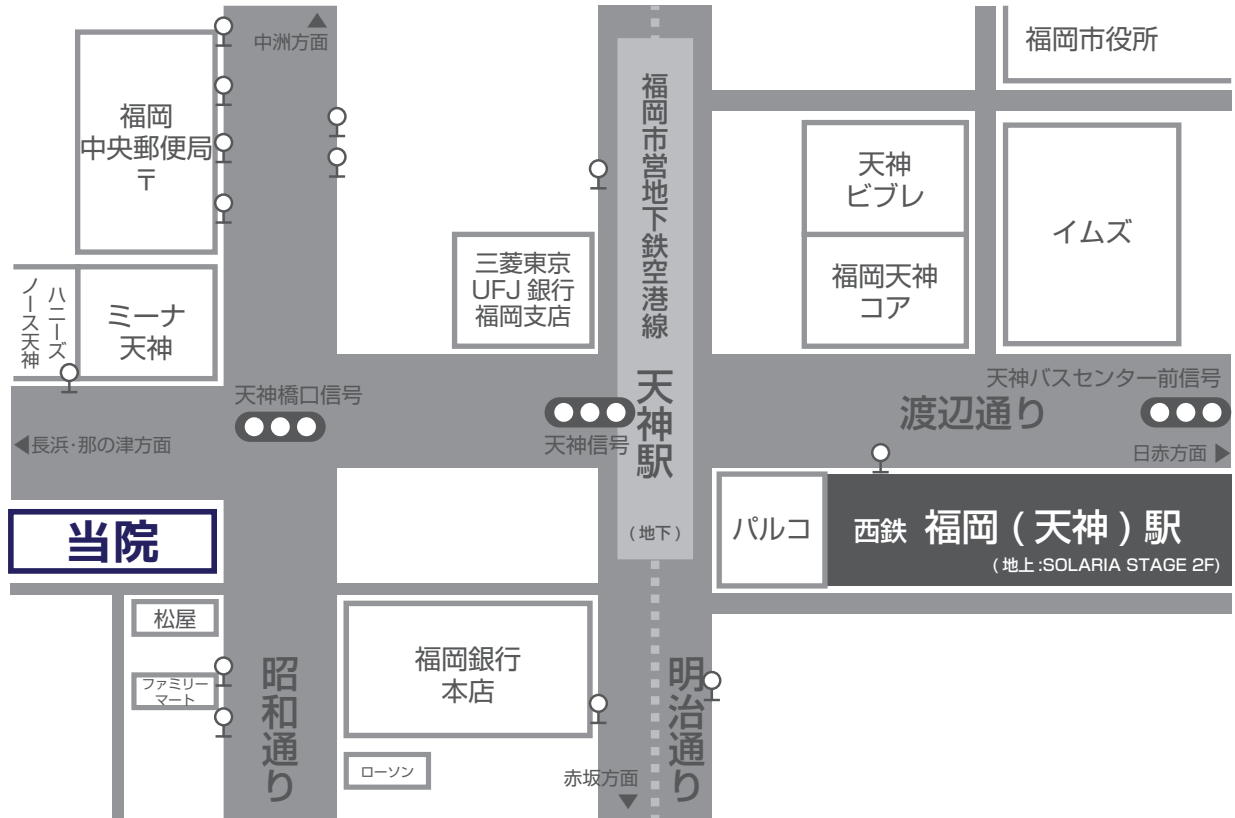 中洲方面
福岡市役所
福岡
中央郵便局
〒
福岡市営地下鉄空港線
天神
ビブレ
イムズ
三菱東京
UFJ 銀行
福岡支店
福岡天神
コア
ハニーズ
ノース天神
ミーナ
天神
天神橋口信号
天神信号
天神駅
(地下)
渡辺通り
天神バスセンター前信号
長浜・那の津方面
日赤方面
当院
パルコ
西鉄 福岡(天神)駅
(地上:SOLARIA STAGE 2F)
松屋
ファミリー
マート
昭和通り
福岡銀行
本店
明治通り
ローソン
赤坂方面